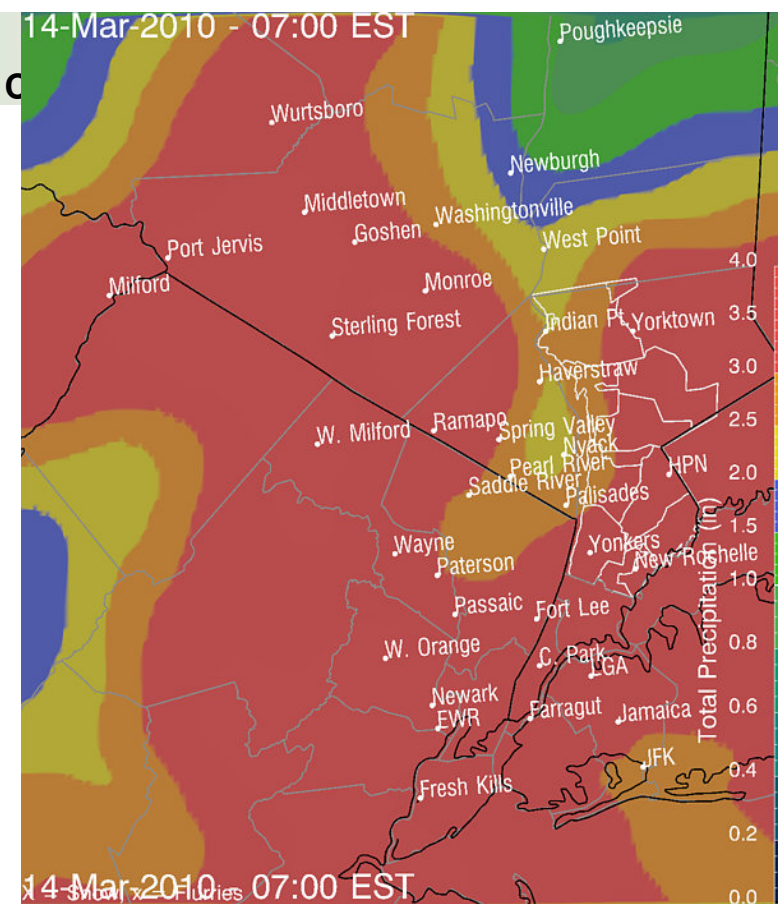 14-Mar-2010 - 07:00 EST
Poughkeepsie
Wurtsboro
Newburgh
Middletown
Washingtonville
Goshen
West Point
Port Jervis
4.0
Milford
Monroe
3.5
Indian Pt.
Yorktown
Sterling Forest
3.0
Haverstraw
2.5
Ramapo
W. Milford
Spring Valley
Nyack
Pearl River
HPN
2.0
Saddle River
Palisades
1.5
Wayne
Yonkers
New Rochelle
Paterson
1.0
Passaic
Fort Lee
0.8
W. Orange
C. Park
LGA
Total Precipitation (in)
Newark
EWR
Farragut
Jamaica
0.6
JFK
0.4
Fresh Kills
0.2
14-Mar-2010 - 07:00 EST
Snow, x - Flurries
0.0